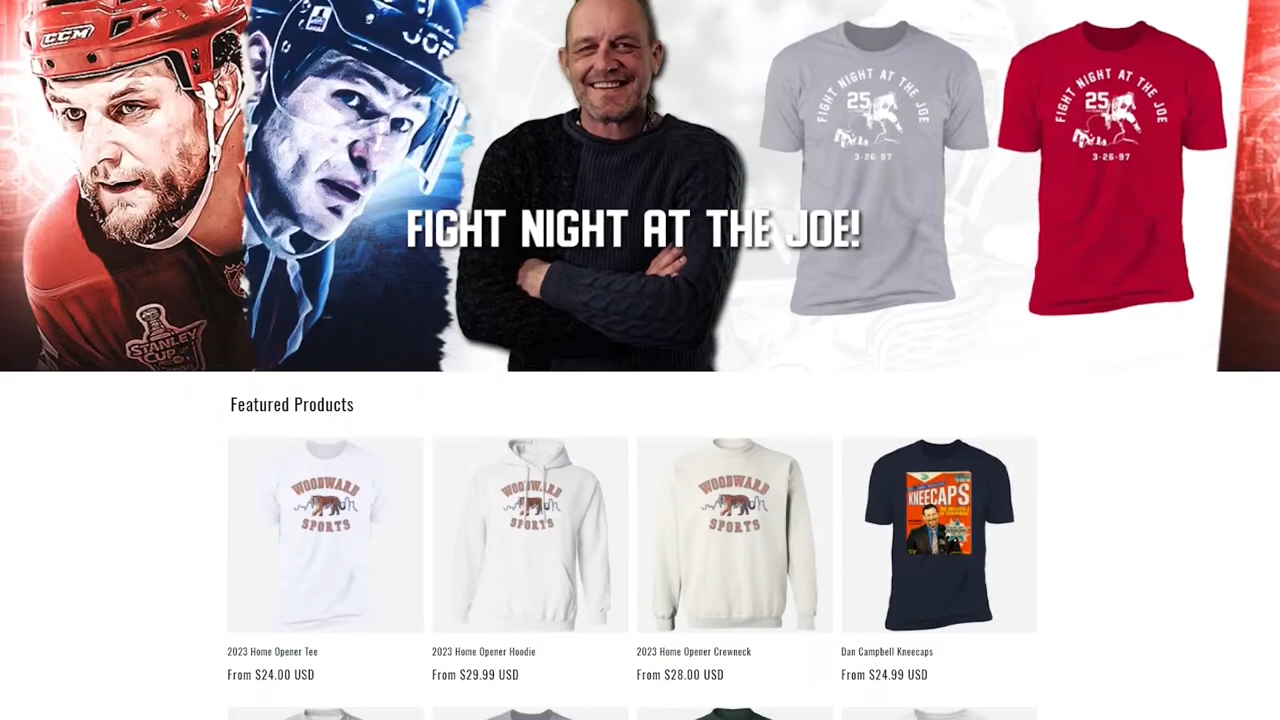 CCM
JOF
STANLEY
CUP
FIGHT NIGHT AT THE JOE
25
3-26-97
FIGHT NIGHT AT THE JOE
25
3-26-97
FIGHT NIGHT AT THE JOE!
Featured Products
WOODWARD
SPORTS
WOODWARD
SPORTS
WOODWARD
SPORTS
KNEECAPS
2023 Home Opener Tee
2023 Home Opener Hoodie
2023 Home Opener Crewneck
Dan Campbell Kneecaps
From $24.00 USD
From $29.99 USD
From $28.00 USD
From $24.99 USD